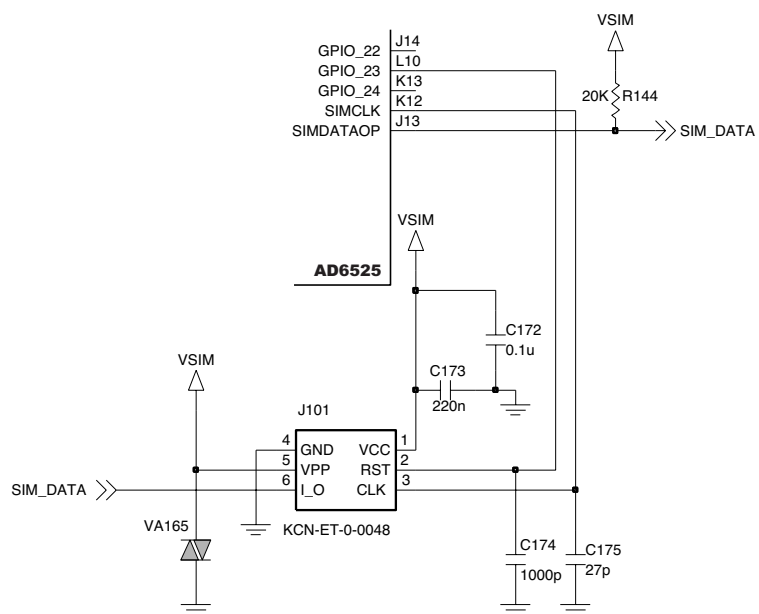 VSIM
GPIO_22 J14
GPIO_23 L10
GPIO_24 K13
SIMCLK K12
SIMDATAOP J13
20K R144
SIM_DATA
AD6525
VSIM
C172
0.1u
C173
220n
VSIM
J101
4 GND VCC 1
5 VPP RST 2
6 I_O CLK 3
SIM_DATA
KCN-ET-0-0048
VA165
C174
1000p
C175
27p